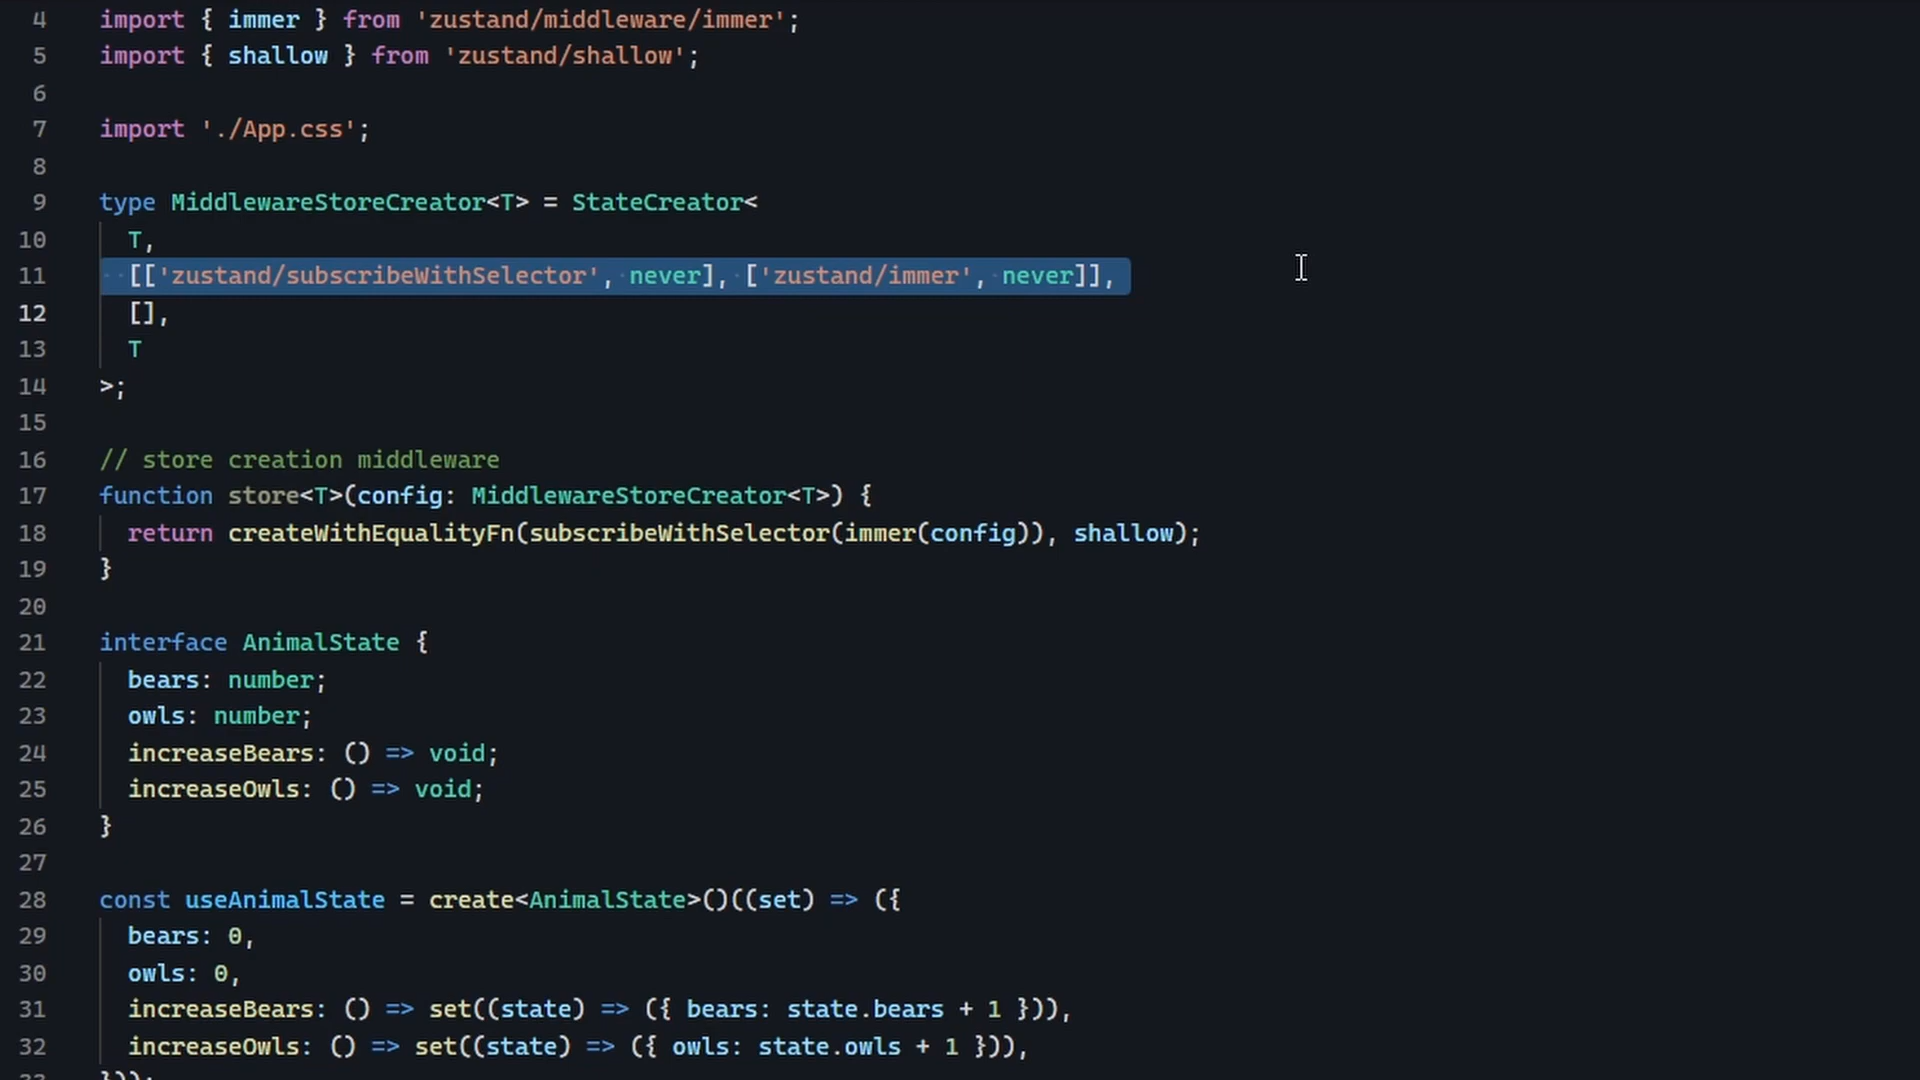 4 import { immer } from 'zustand/middleware/immer';
5 import { shallow } from 'zustand/shallow';
6
7 import './App.css';
8
9 type MiddlewareStoreCreator<T> = StateCreator<
10 T,
11 [['zustand/subscribeWithSelector', never], ['zustand/immer', never]],
12 [],
13 T
14 >;
15
16 // store creation middleware
17 function store<T>(config: MiddlewareStoreCreator<T>) {
18 return createWithEqualityFn(subscribeWithSelector(immer(config)), shallow);
19 }
20
21 interface AnimalState {
22 bears: number;
23 owls: number;
24 increaseBears: () => void;
25 increaseOwls: () => void;
26 }
27
28 const useAnimalState = create<AnimalState>()((set) => ({
29 bears: 0,
30 owls: 0,
31 increaseBears: () => set((state) => ({ bears: state.bears + 1 })),
32 increaseOwls: () => set((state) => ({ owls: state.owls + 1 })),
33 }));